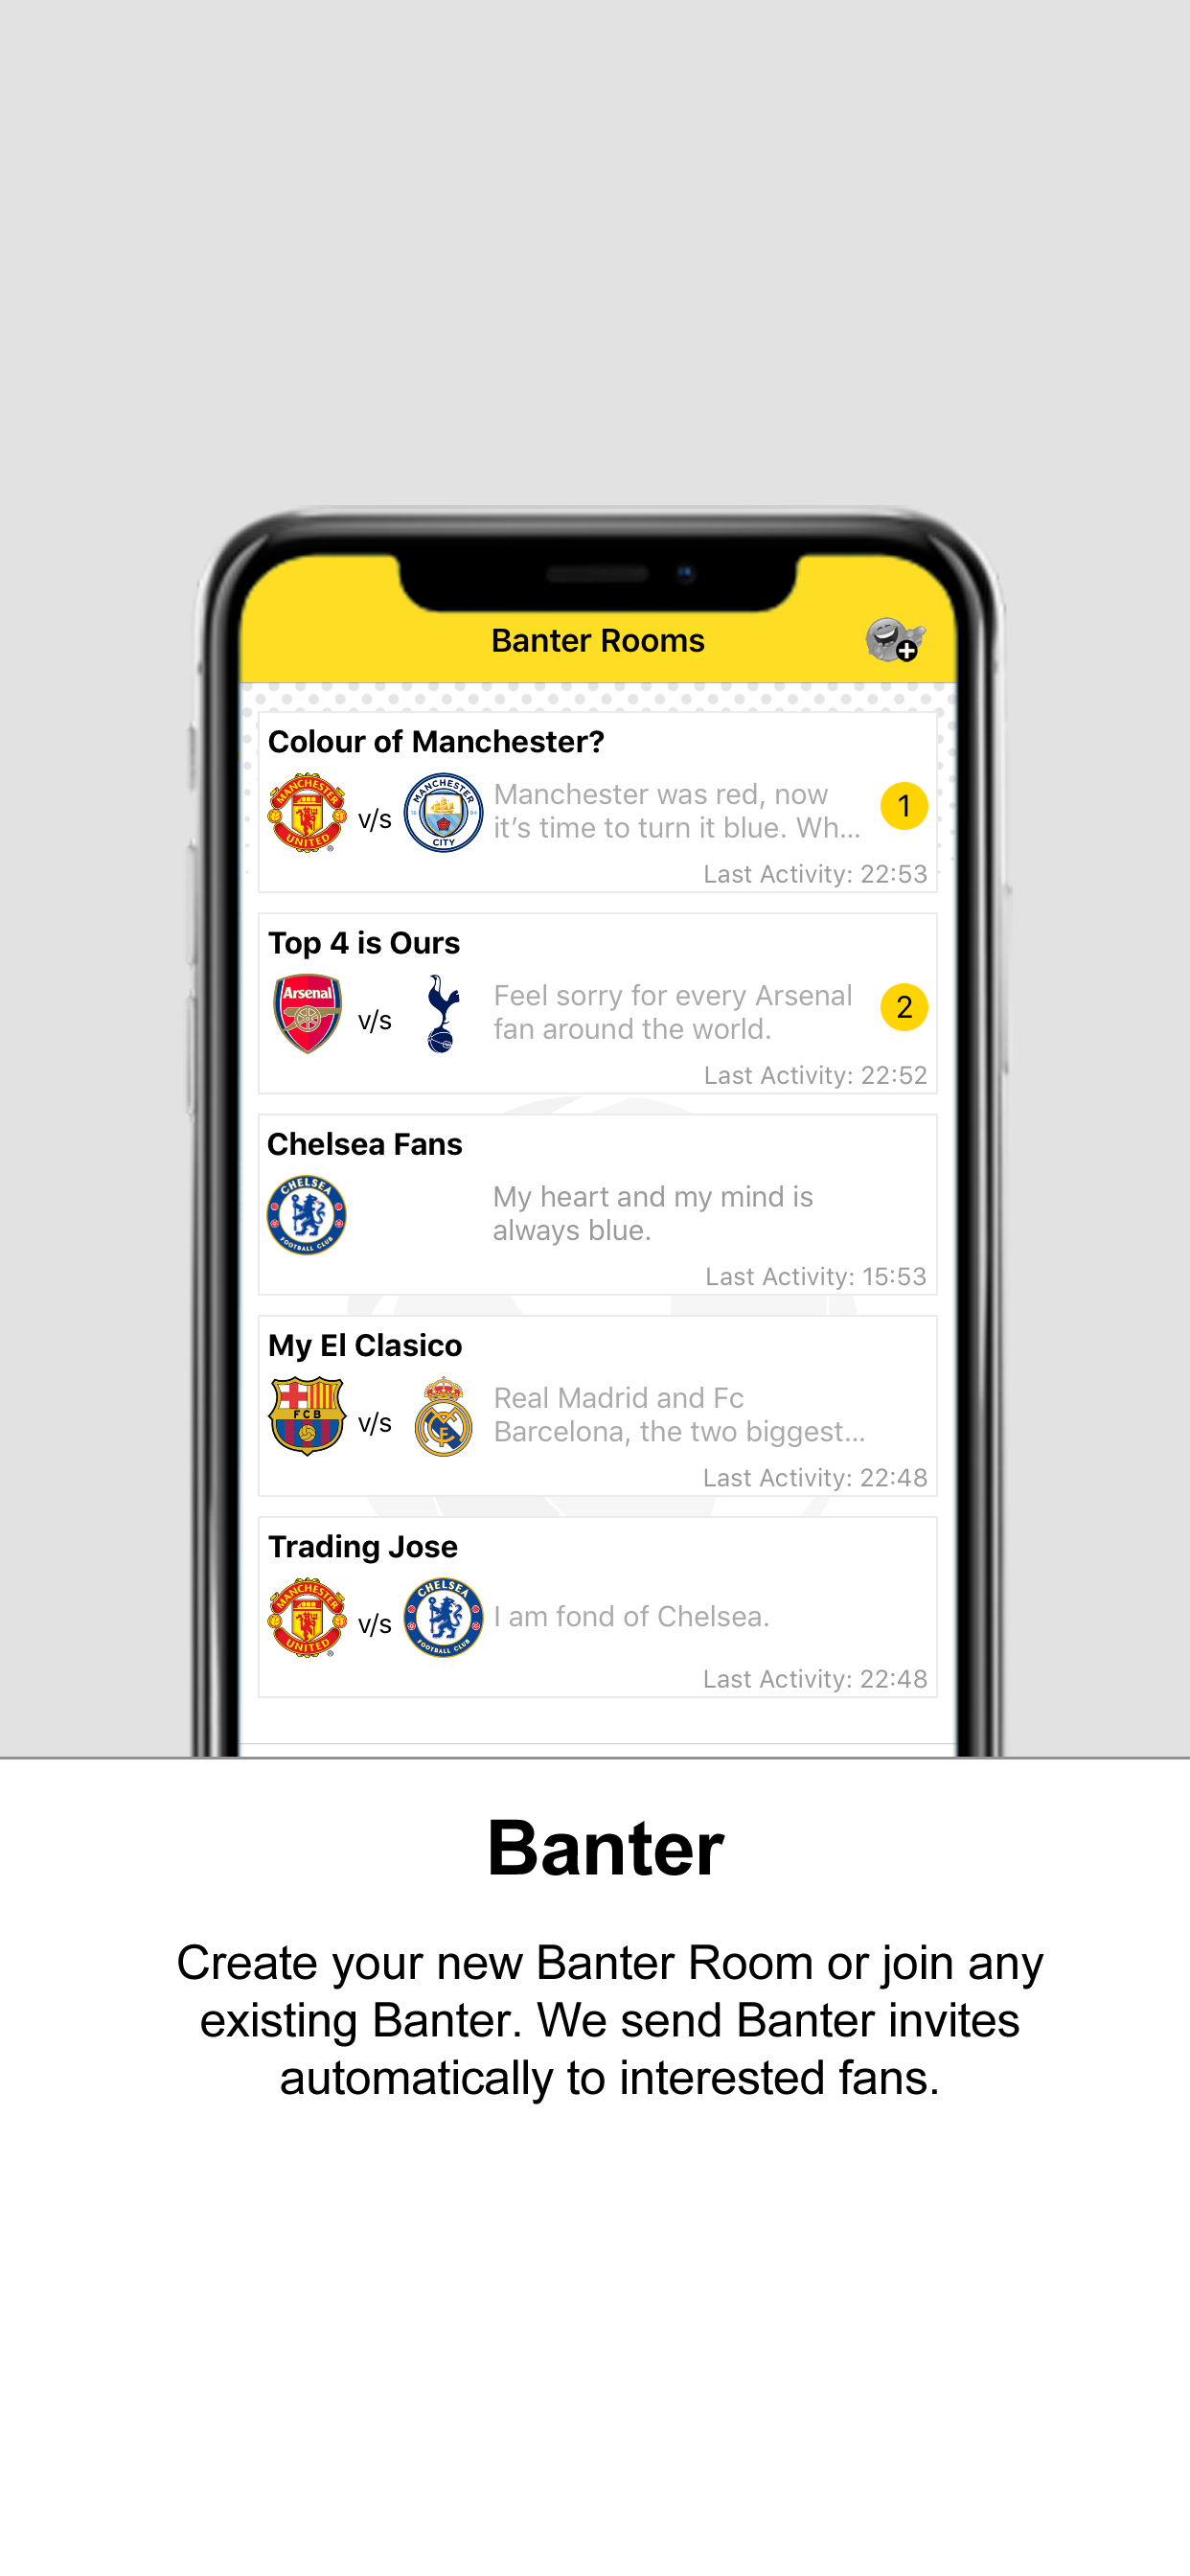 Banter Rooms
Colour of Manchester?
MANCHESTER
UNITED
®
v/s
MANCHESTER
18 94
CITY
Manchester was red, now
it's time to turn it blue. Wh...
1
Last Activity: 22:53
Top 4 is Ours
Arsenal
v/s
Feel sorry for every Arsenal
fan around the world.
2
Last Activity: 22:52
Chelsea Fans
CHELSEA
FOOTBALL CLUB
My heart and my mind is
always blue.
Last Activity: 15:53
My El Clasico
FCB
v/s
Real Madrid and Fc
Barcelona, the two biggest...
Last Activity: 22:48
Trading Jose
MANCHESTER
UNITED
®
v/s
CHELSEA
FOOTBALL CLUB
I am fond of Chelsea.
Last Activity: 22:48
Banter
Create your new Banter Room or join any
existing Banter. We send Banter invites
automatically to interested fans.